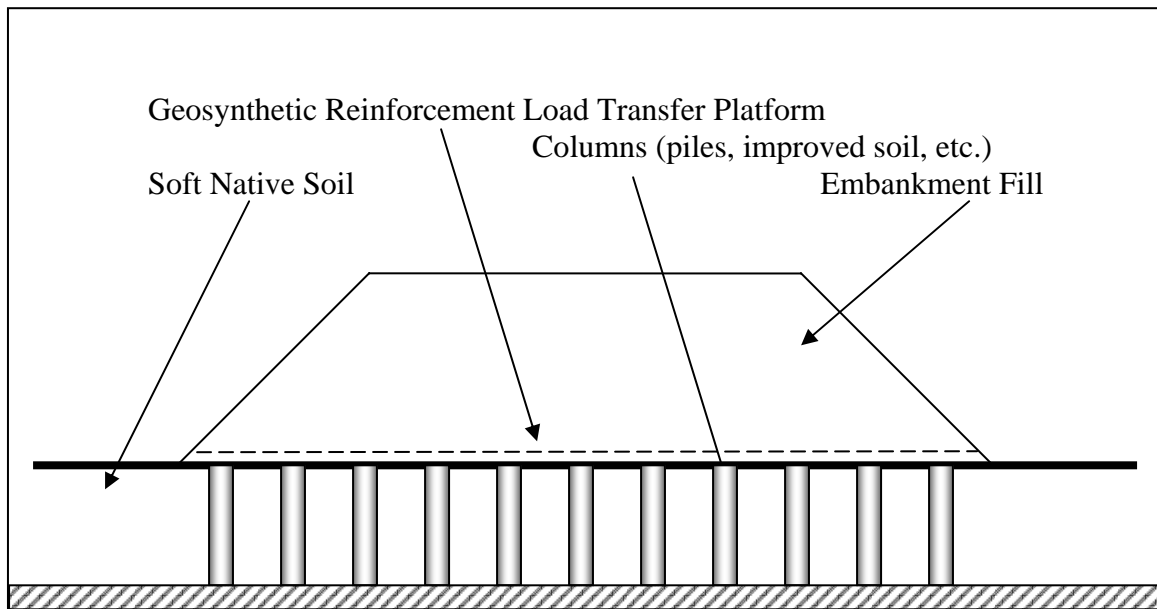 Geosynthetic Reinforcement Load Transfer Platform
Columns (piles, improved soil, etc.)
Soft Native Soil
Embankment Fill